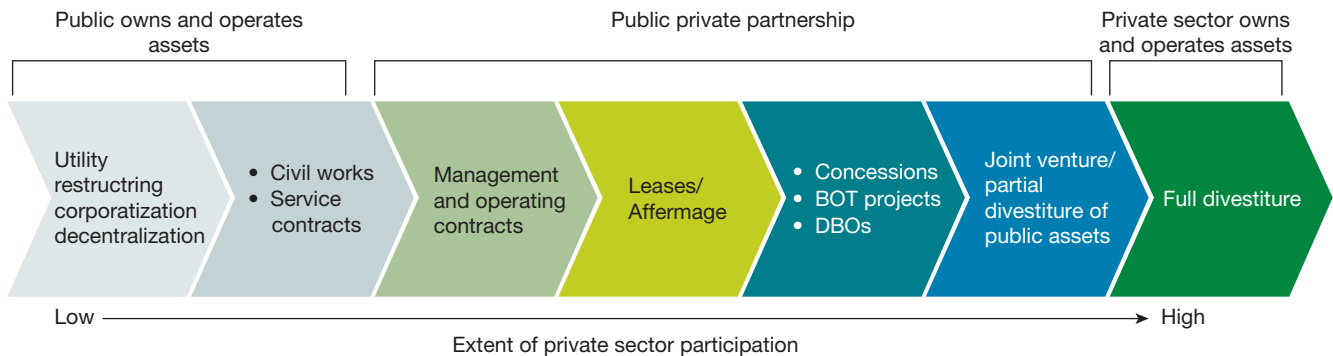 Public owns and operates
assets
Public private partnership
Private sector owns
and operates assets
Utility
restructring
corporatization
decentralization
• Civil works
• Service
contracts
Management
and operating
contracts
Leases/
Affermage
• Concessions
• BOT projects
• DBOs
Joint venture/
partial
divestiture of
public assets
Full divestiture
Low
High
Extent of private sector participation